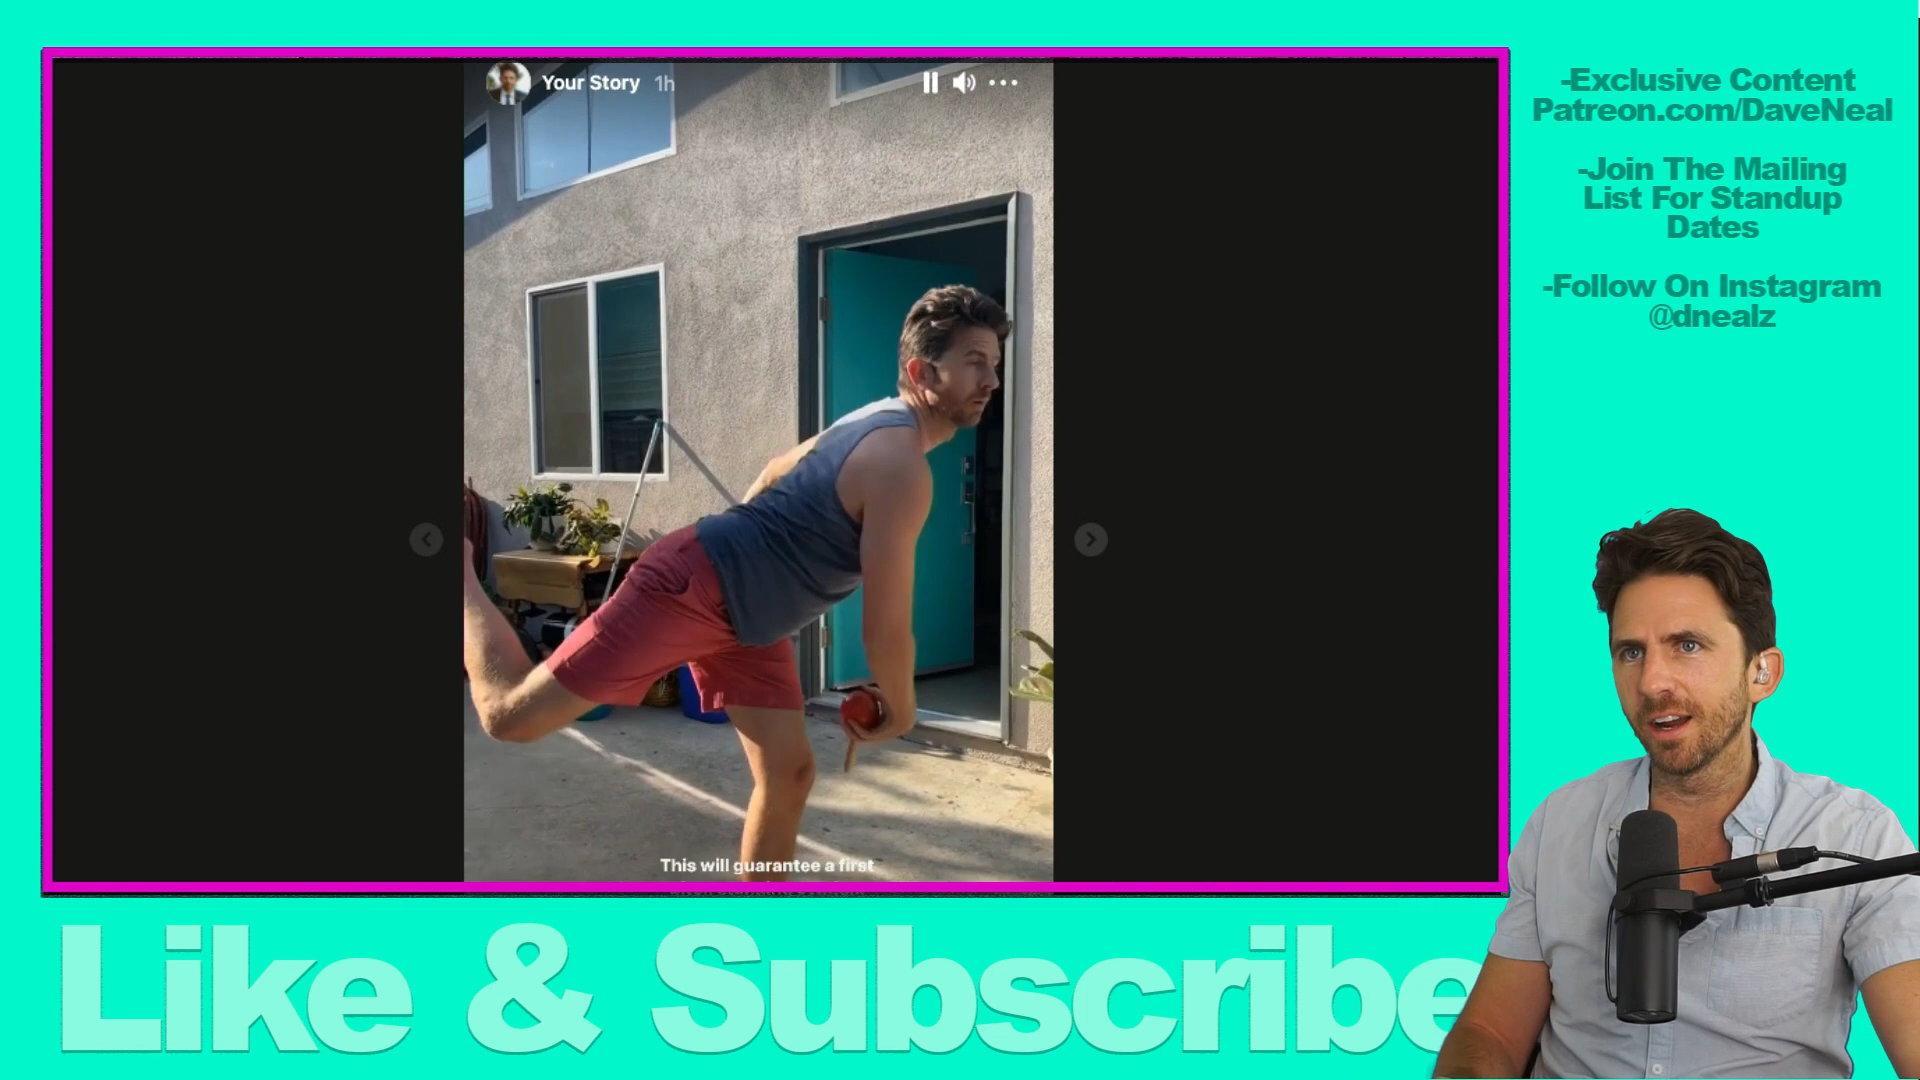 Your Story 1h
-Exclusive Content
Patreon.com/DaveNeal
-Join The Mailing
List For Standup
Dates
-Follow On Instagram
@dnealz
This will guarantee a first
Like & Subscribe